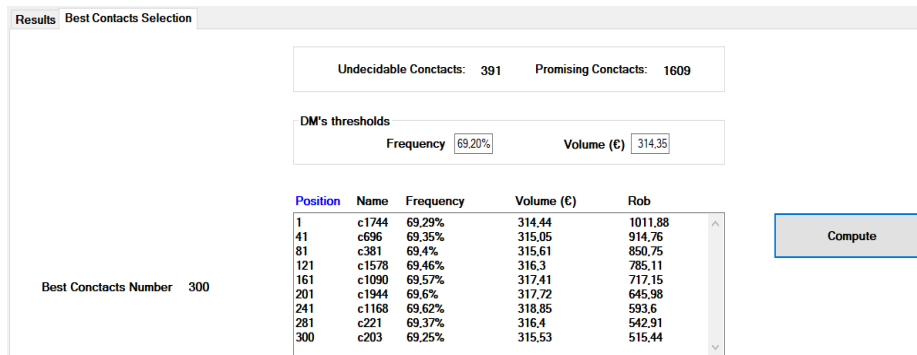 Results Best Contacts Selection
Undecidable Conctacts: 391 Promising Conctacts: 1609
DM's thresholds
Frequency 69,20% Volume (€) 314,35
Position Name Frequency Volume (€) Rob
1 c1744 69,29% 314,44 1011,88
41 c696 69,35% 315,05 914,76
81 c381 69,4% 315,61 850,75
121 c1578 69,46% 316,3 785,11
161 c1090 69,57% 317,41 717,15
201 c1944 69,6% 317,72 645,98
241 c1168 69,62% 318,85 593,6
281 c221 69,37% 316,4 542,91
300 c203 69,25% 315,53 515,44
Compute
Best Conctacts Number 300